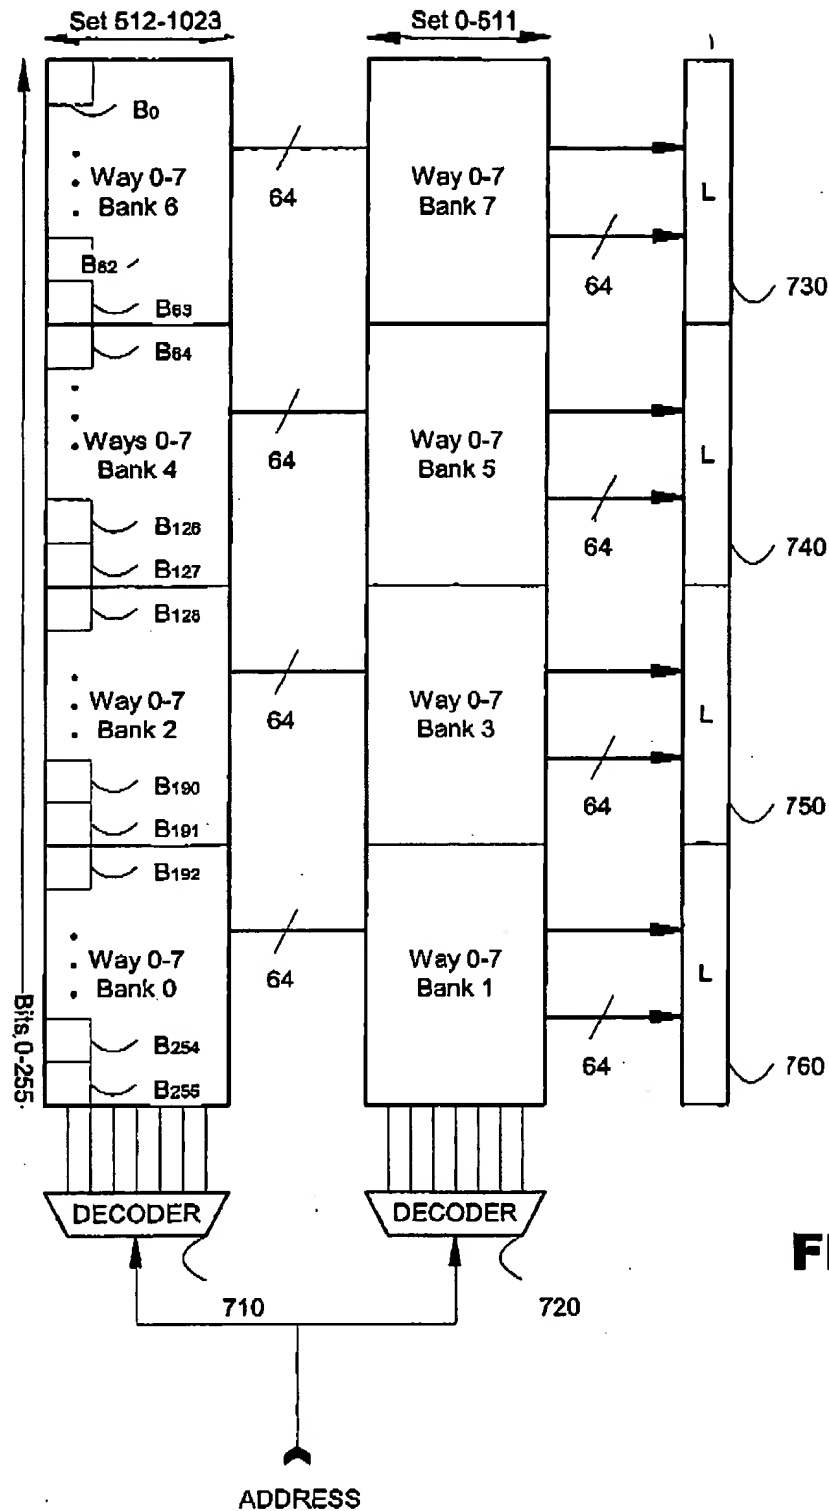 Set 512-1023 Set 0-511
B0
Way 0-7 Way 0-7 L
Bank 6 64 Bank 7
B62
64 730
B63
B64
Ways 0-7 Way 0-7 L
Bank 4 64 Bank 5
B126
64 740
B127
B128
Way 0-7 Way 0-7 L
Bank 2 64 Bank 3
B190
64 750
B191
B192
Way 0-7 Way 0-7 L
Bank 0 64 Bank 1
B254
64 760
B255
Bits, 0-255
DECODER DECODER
710 720
ADDRESS